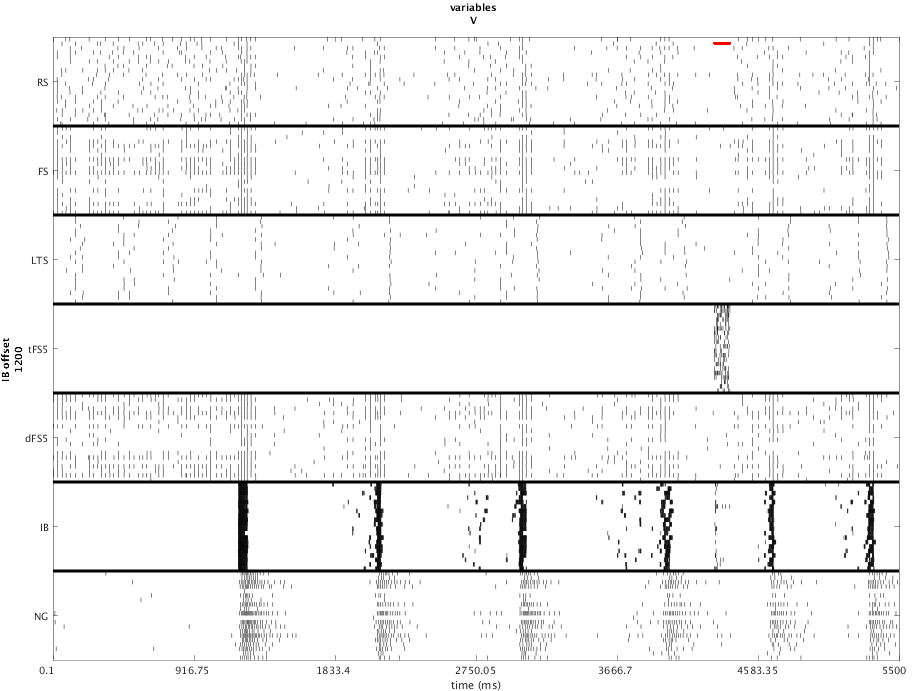 variables
V
RS
FS
LTS
tFS5
dFS5
IB
NG
IB offset
1200
0.1 916.75 1833.4 2750.05 3666.7 4583.35 5500
time (ms)